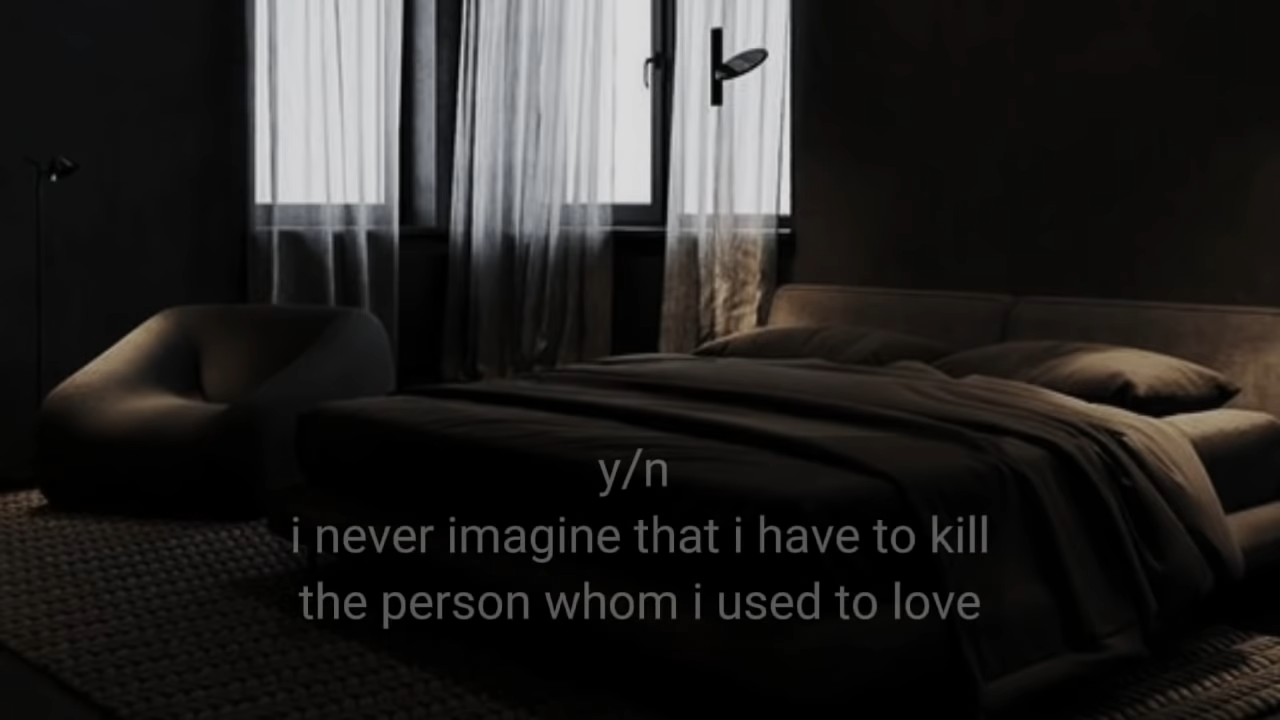 y/n
i never imagine that i have to kill
the person whom i used to love